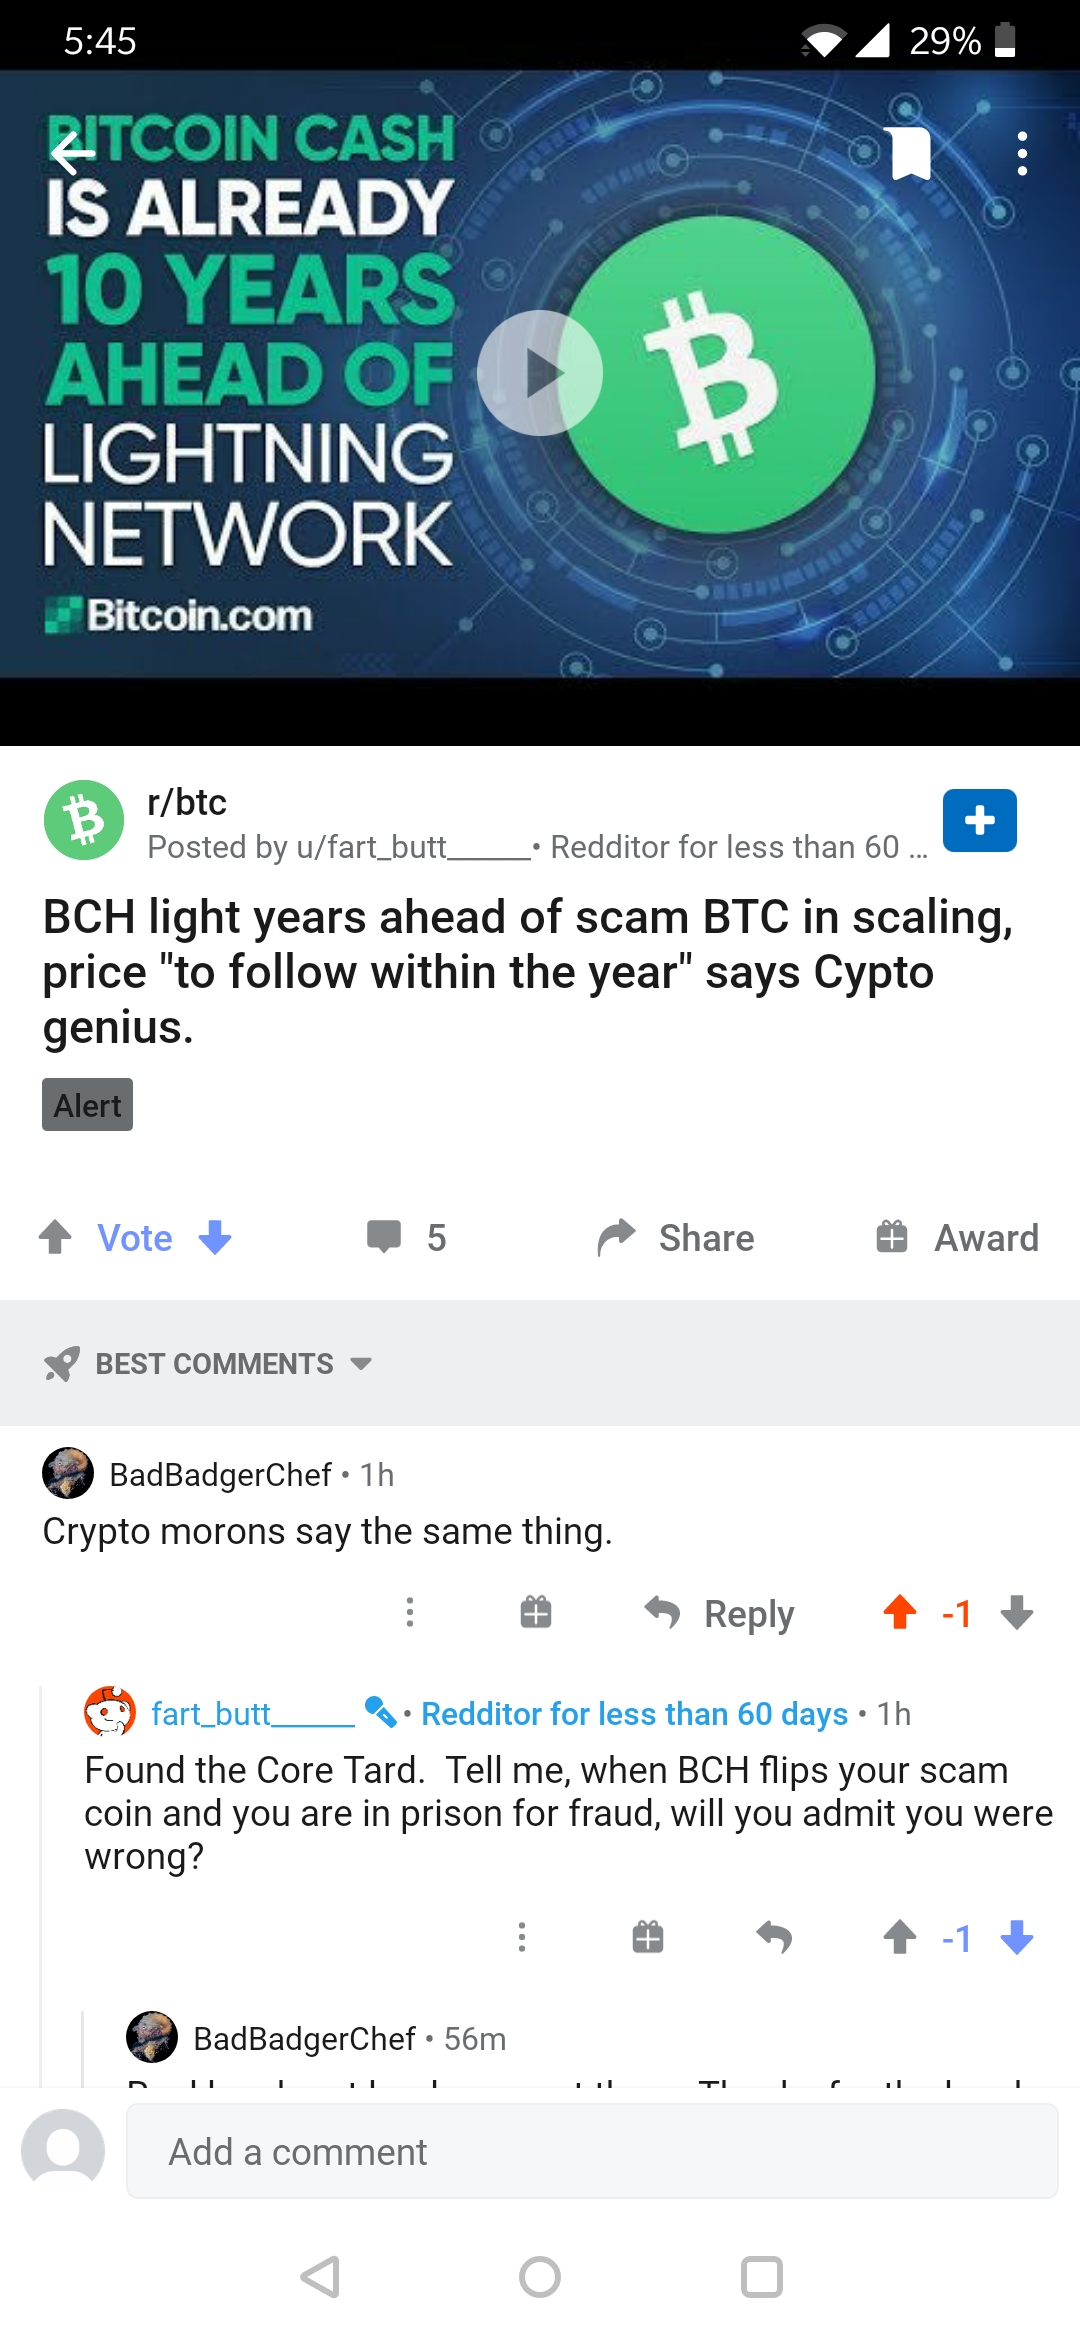 5:45
29%
BITCOIN CASH
IS ALREADY
10 YEARS
AHEAD OF
LIGHTNING
NETWORK
Bitcoin.com
r/btc
Posted by u/fart_butt______• Redditor for less than 60 ...
BCH light years ahead of scam BTC in scaling,
price "to follow within the year" says Cypto
genius.
Alert
Vote
5
Share
Award
BEST COMMENTS
BadBadgerChef • 1h
Crypto morons say the same thing.
Reply
-1
fart_butt______ • Redditor for less than 60 days • 1h
Found the Core Tard.  Tell me, when BCH flips your scam
coin and you are in prison for fraud, will you admit you were
wrong?
-1
BadBadgerChef • 56m
Add a comment